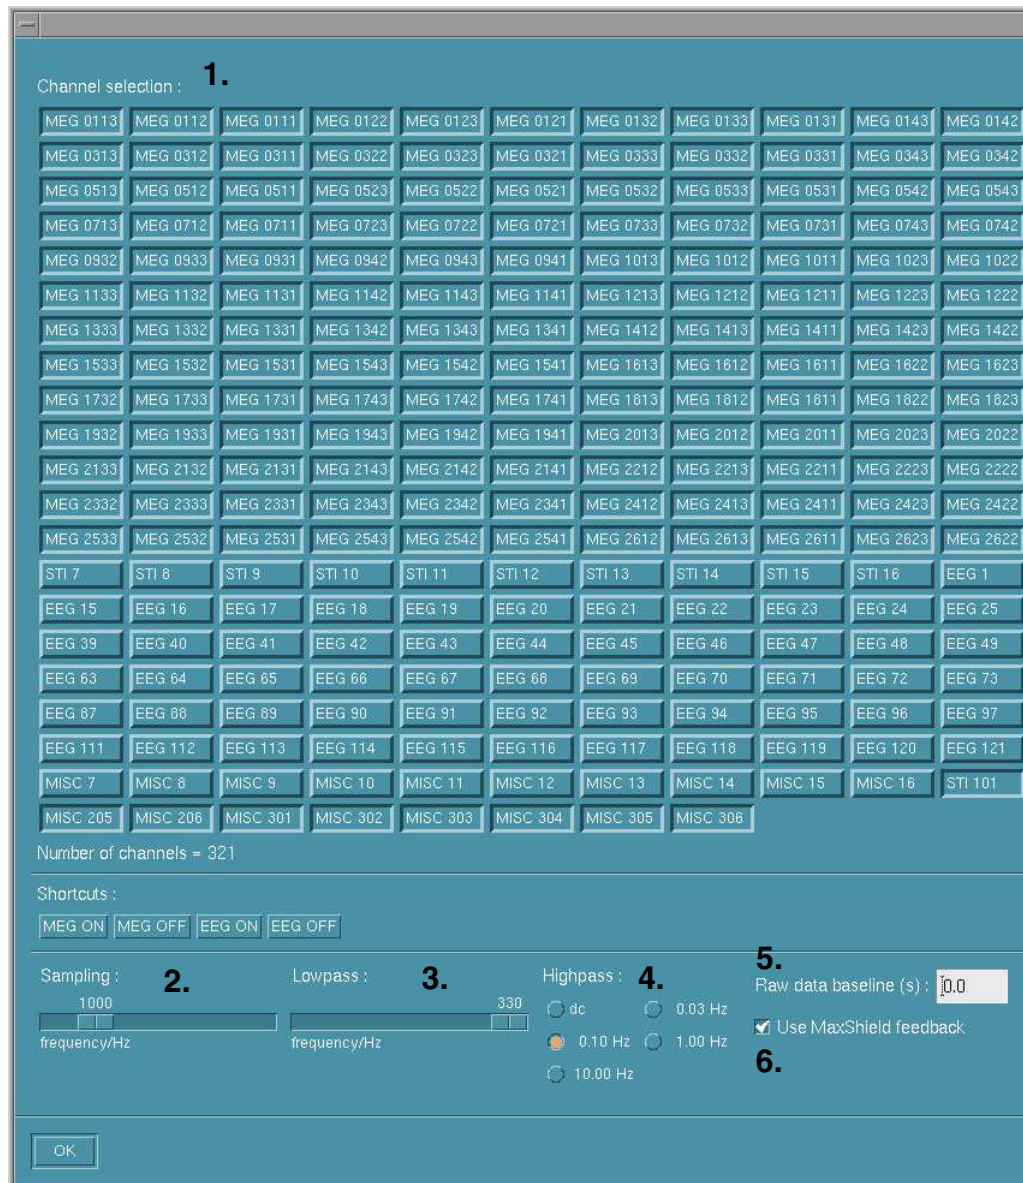 Channel selection : 1.
MEG 0113 MEG 0112 MEG 0111 MEG 0122 MEG 0123 MEG 0121 MEG 0132 MEG 0133 MEG 0131 MEG 0143 MEG 0142
MEG 0313 MEG 0312 MEG 0311 MEG 0322 MEG 0323 MEG 0321 MEG 0333 MEG 0332 MEG 0331 MEG 0343 MEG 0342
MEG 0513 MEG 0512 MEG 0511 MEG 0523 MEG 0522 MEG 0521 MEG 0532 MEG 0533 MEG 0531 MEG 0542 MEG 0543
MEG 0713 MEG 0712 MEG 0711 MEG 0723 MEG 0722 MEG 0721 MEG 0733 MEG 0732 MEG 0731 MEG 0743 MEG 0742
MEG 0932 MEG 0933 MEG 0931 MEG 0942 MEG 0943 MEG 0941 MEG 1013 MEG 1012 MEG 1011 MEG 1023 MEG 1022
MEG 1133 MEG 1132 MEG 1131 MEG 1142 MEG 1143 MEG 1141 MEG 1213 MEG 1212 MEG 1211 MEG 1223 MEG 1222
MEG 1333 MEG 1332 MEG 1331 MEG 1342 MEG 1343 MEG 1341 MEG 1412 MEG 1413 MEG 1411 MEG 1423 MEG 1422
MEG 1533 MEG 1532 MEG 1531 MEG 1543 MEG 1542 MEG 1541 MEG 1613 MEG 1612 MEG 1611 MEG 1622 MEG 1623
MEG 1732 MEG 1733 MEG 1731 MEG 1743 MEG 1742 MEG 1741 MEG 1813 MEG 1812 MEG 1811 MEG 1822 MEG 1823
MEG 1932 MEG 1933 MEG 1931 MEG 1943 MEG 1942 MEG 1941 MEG 2013 MEG 2012 MEG 2011 MEG 2023 MEG 2022
MEG 2133 MEG 2132 MEG 2131 MEG 2143 MEG 2142 MEG 2141 MEG 2212 MEG 2213 MEG 2211 MEG 2223 MEG 2222
MEG 2332 MEG 2333 MEG 2331 MEG 2343 MEG 2342 MEG 2341 MEG 2412 MEG 2413 MEG 2411 MEG 2423 MEG 2422
MEG 2533 MEG 2532 MEG 2531 MEG 2543 MEG 2542 MEG 2541 MEG 2612 MEG 2613 MEG 2611 MEG 2623 MEG 2622
STI 7 STI 8 STI 9 STI 10 STI 11 STI 12 STI 13 STI 14 STI 15 STI 16 EEG 1
EEG 15 EEG 16 EEG 17 EEG 18 EEG 19 EEG 20 EEG 21 EEG 22 EEG 23 EEG 24 EEG 25
EEG 39 EEG 40 EEG 41 EEG 42 EEG 43 EEG 44 EEG 45 EEG 46 EEG 47 EEG 48 EEG 49
EEG 63 EEG 64 EEG 65 EEG 66 EEG 67 EEG 68 EEG 69 EEG 70 EEG 71 EEG 72 EEG 73
EEG 87 EEG 88 EEG 89 EEG 90 EEG 91 EEG 92 EEG 93 EEG 94 EEG 95 EEG 96 EEG 97
EEG 111 EEG 112 EEG 113 EEG 114 EEG 115 EEG 116 EEG 117 EEG 118 EEG 119 EEG 120 EEG 121
MISC 7 MISC 8 MISC 9 MISC 10 MISC 11 MISC 12 MISC 13 MISC 14 MISC 15 MISC 16 STI 101
MISC 205 MISC 206 MISC 301 MISC 302 MISC 303 MISC 304 MISC 305 MISC 306
Number of channels = 321
Shortcuts :
MEG ON MEG OFF EEG ON EEG OFF
Sampling : 2.
1000
frequency/Hz
Lowpass : 3.
330
frequency/Hz
Highpass : 4.
dc 0.03 Hz
0.10 Hz 1.00 Hz
10.00 Hz
5.
Raw data baseline (s) : 0.0
Use MaxShield feedback
6.
OK